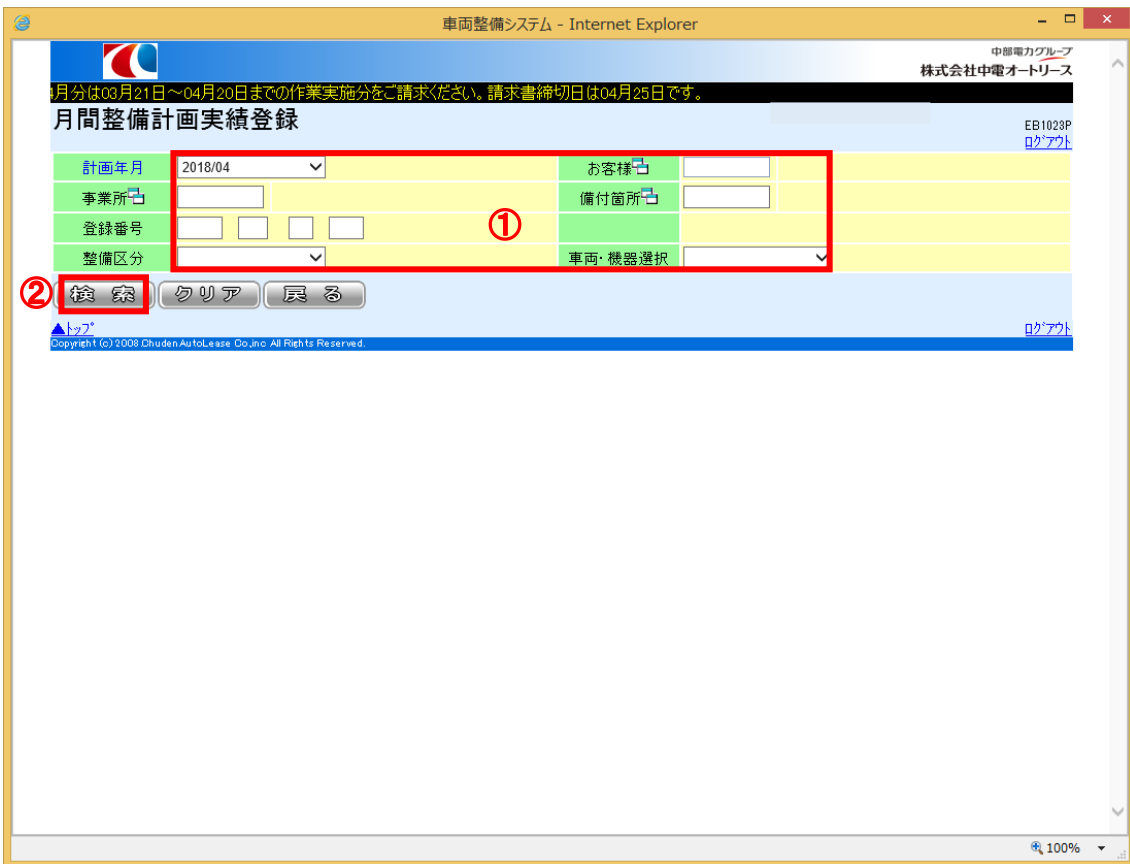 車両整備システム - Internet Explorer
中部電力グループ
株式会社中電オートリース
月分は03月21日～04月20日までの作業実施分をご請求ください。請求書締切日は04月25日です。
月間整備計画実績登録
EB1023P
ログアウト
計画年月 2018/04 お客様
事業所 備付箇所
登録番号 ①
整備区分 車両・機器選択
② 検索 クリア 戻る
▲トップ ログアウト
Copyright (c) 2008 ChudenAutoLease Co.,inc All Rights Reserved.
100%